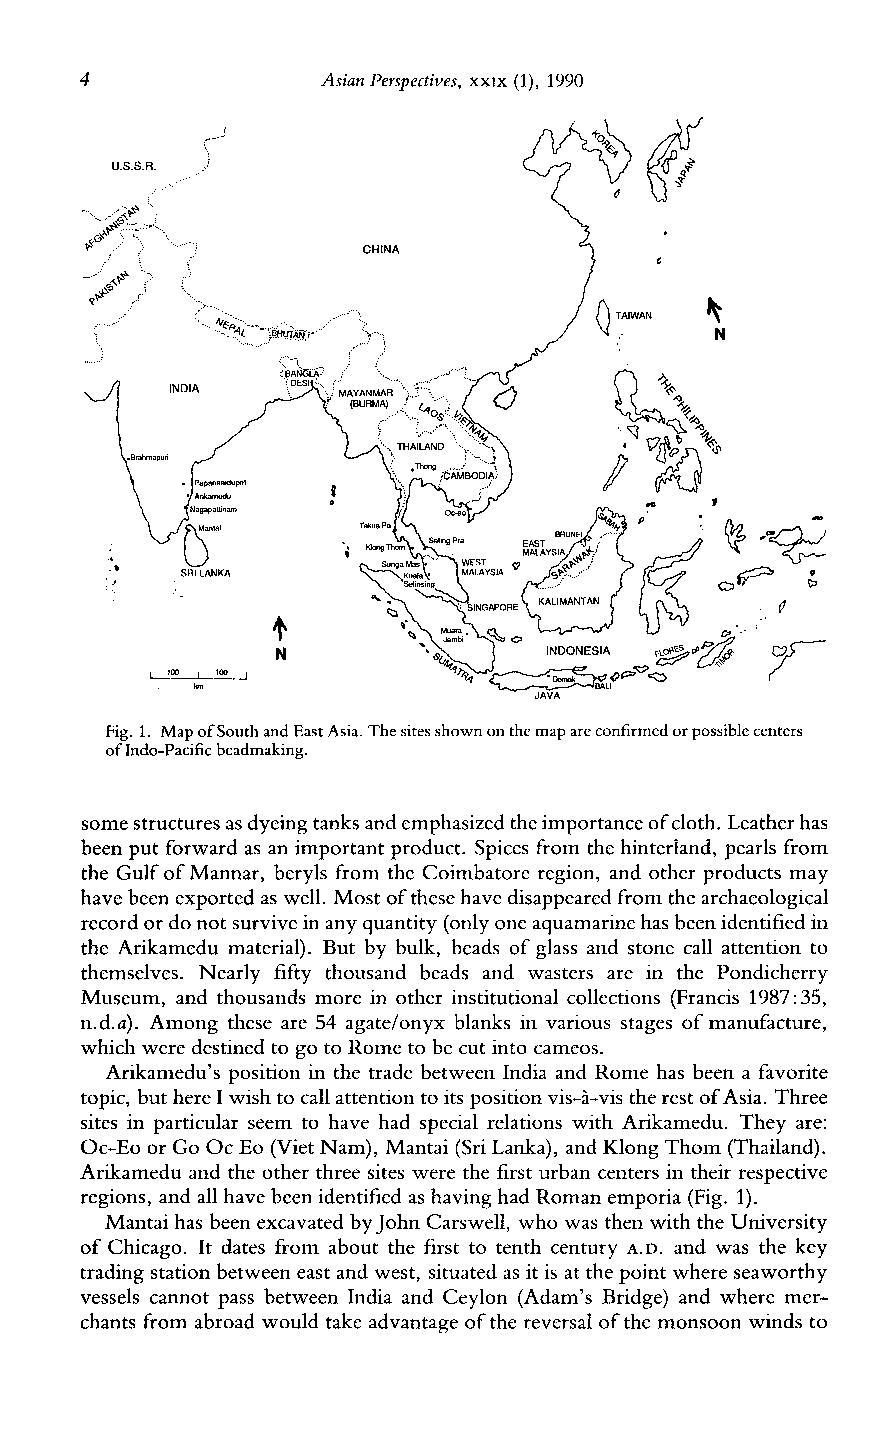 4
Asian Perspectives, XXIX (1), 1990
U.S.S.R.
KOREA
JAPAN
AFGHANISTAN
CHINA
PAKISTAN
NEPAL
BHUTAN
TAIWAN
N
INDIA
BANGLA-
DESH
MAYANMAR
(BURMA)
LAOS
VIETNAM
THE PHILIPPINES
THAILAND
Brahmapuri
Thong
CAMBODIA
Papanaidupet
Arikamedu
Nagapattinam
Oc-eo
Mantai
Takua Pa
SABAH
BRUNEI
Sating Pra
EAST
MALAYSIA
Klong Thom
SRI LANKA
Sungai Mas
WEST
MALAYSIA
SARAWAK
Kuala
Selinsing
SINGAPORE
KALIMANTAN
N
Muara
Jambi
INDONESIA
FLORES
TIMOR
SUMATRA
100 100
km
Demak
BALI
JAVA
Fig. 1. Map of South and East Asia. The sites shown on the map are confirmed or possible centers
of Indo-Pacific beadmaking.
some structures as dyeing tanks and emphasized the importance of cloth. Leather has
been put forward as an important product. Spices from the hinterland, pearls from
the Gulf of Mannar, beryls from the Coimbatore region, and other products may
have been exported as well. Most of these have disappeared from the archaeological
record or do not survive in any quantity (only one aquamarine has been identified in
the Arikamedu material). But by bulk, beads of glass and stone call attention to
themselves. Nearly fifty thousand beads and wasters are in the Pondicherry
Museum, and thousands more in other institutional collections (Francis 1987:35,
n.d.a). Among these are 54 agate/onyx blanks in various stages of manufacture,
which were destined to go to Rome to be cut into cameos.
Arikamedu's position in the trade between India and Rome has been a favorite
topic, but here I wish to call attention to its position vis-à-vis the rest of Asia. Three
sites in particular seem to have had special relations with Arikamedu. They are:
Oc-Eo or Go Oc Eo (Viet Nam), Mantai (Sri Lanka), and Klong Thom (Thailand).
Arikamedu and the other three sites were the first urban centers in their respective
regions, and all have been identified as having had Roman emporia (Fig. 1).
Mantai has been excavated by John Carswell, who was then with the University
of Chicago. It dates from about the first to tenth century A.D. and was the key
trading station between east and west, situated as it is at the point where seaworthy
vessels cannot pass between India and Ceylon (Adam's Bridge) and where mer-
chants from abroad would take advantage of the reversal of the monsoon winds to